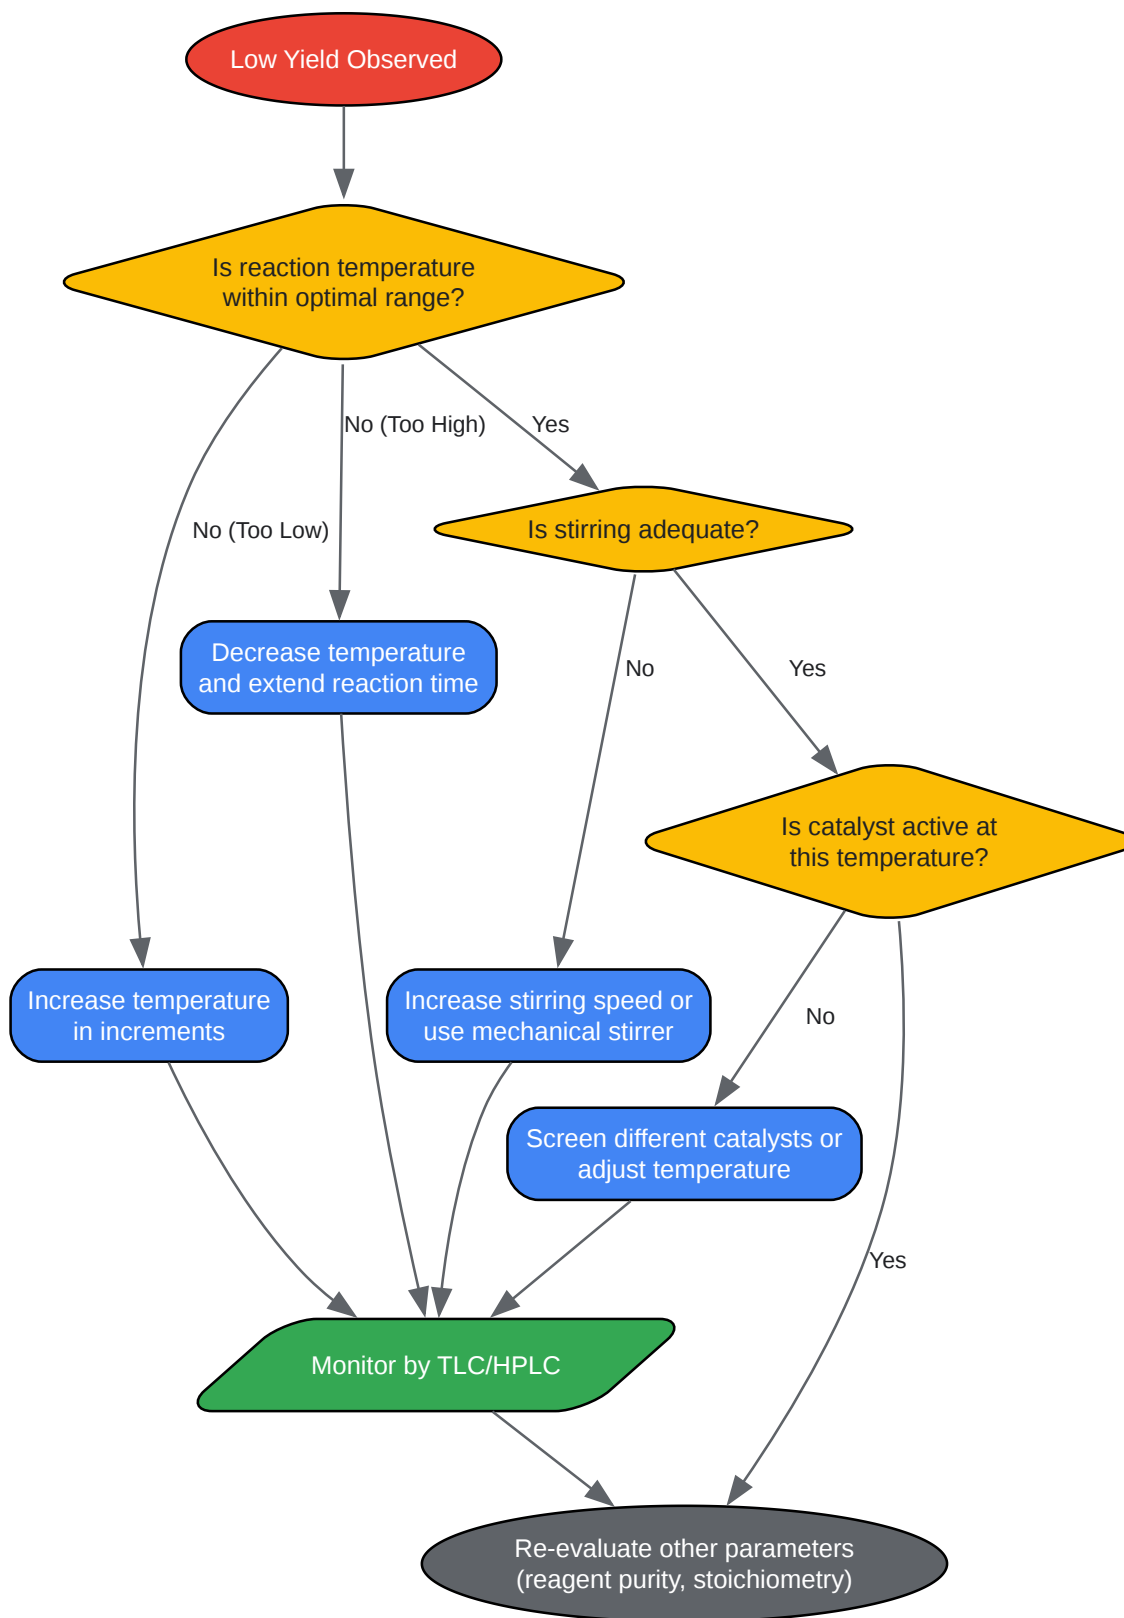 Low Yield Observed
Is reaction temperature
within optimal range?
No (Too High)
Yes
No (Too Low)
Is stirring adequate?
Decrease temperature
and extend reaction time
No
Yes
Is catalyst active at
this temperature?
Increase temperature
in increments
Increase stirring speed or
use mechanical stirrer
No
Screen different catalysts or
adjust temperature
Yes
Monitor by TLC/HPLC
Re-evaluate other parameters
(reagent purity, stoichiometry)